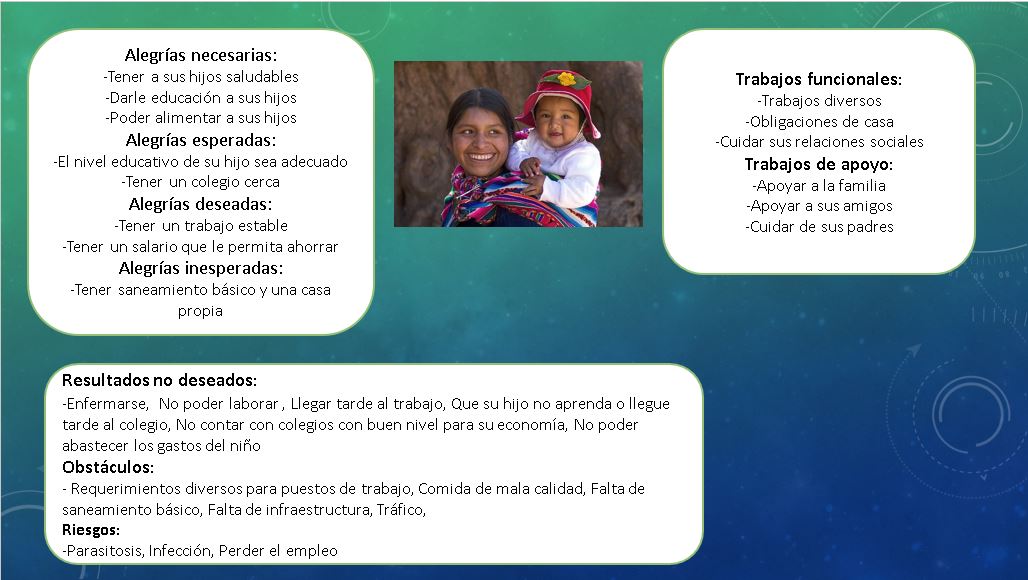 Alegrías necesarias:
-Tener a sus hijos saludables
-Darle educación a sus hijos
-Poder alimentar a sus hijos
Alegrías esperadas:
-El nivel educativo de su hijo sea adecuado
-Tener un colegio cerca
Alegrías deseadas:
-Tener un trabajo estable
-Tener un salario que le permita ahorrar
Alegrías inesperadas:
-Tener saneamiento básico y una casa
propia
Trabajos funcionales:
-Trabajos diversos
-Obligaciones de casa
-Cuidar sus relaciones sociales
Trabajos de apoyo:
-Apoyar a la familia
-Apoyar a sus amigos
-Cuidar de sus padres
Resultados no deseados:
-Enfermarse, No poder laborar , Llegar tarde al trabajo, Que su hijo no aprenda o llegue
tarde al colegio, No contar con colegios con buen nivel para su economía, No poder
abastecer los gastos del niño
Obstáculos:
- Requerimientos diversos para puestos de trabajo, Comida de mala calidad, Falta de
saneamiento básico, Falta de infraestructura, Tráfico,
Riesgos:
-Parasitosis, Infección, Perder el empleo